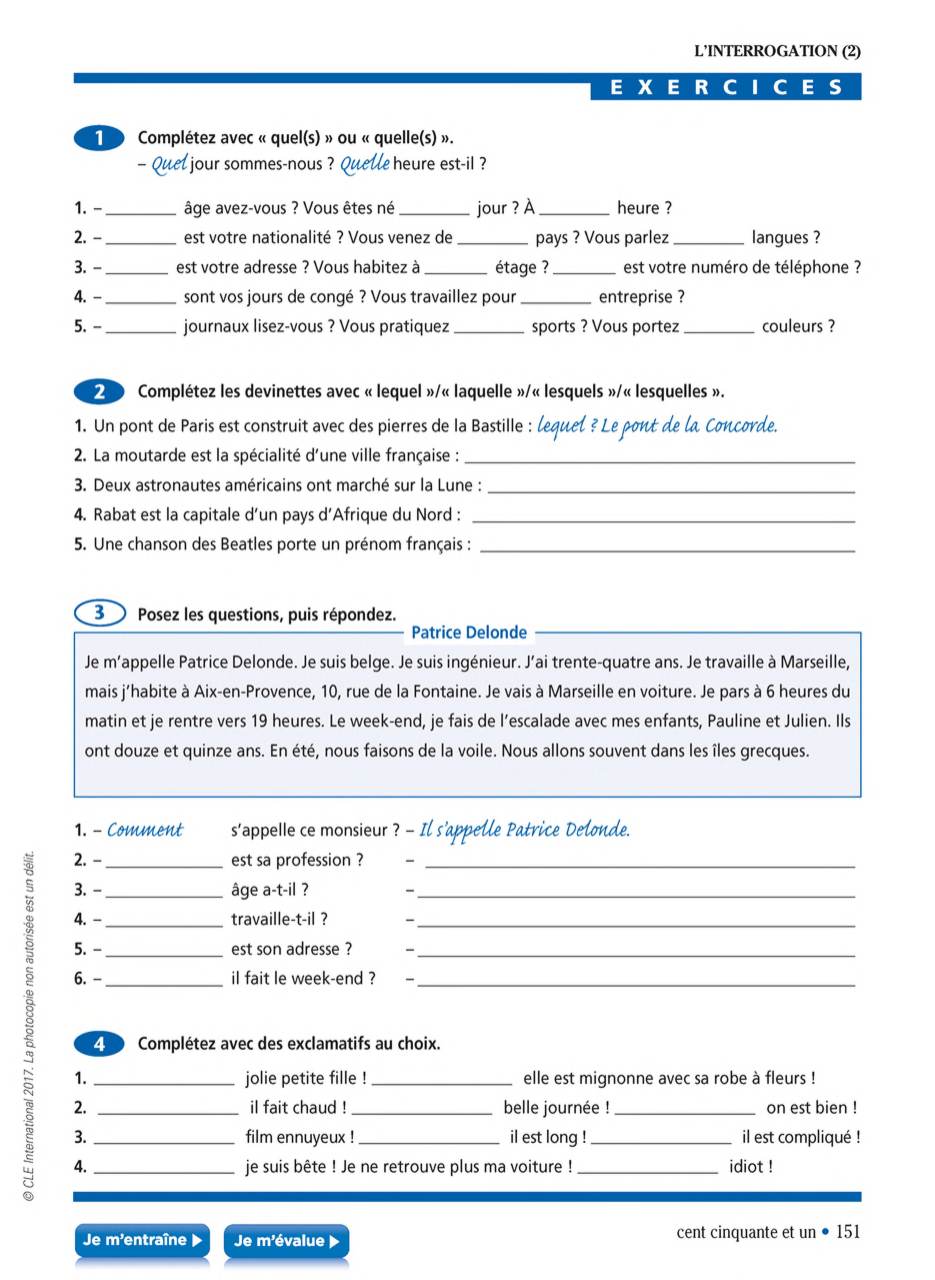 L'INTERROGATION (2)
EXERCICES
1 Complétez avec « quel(s) » ou « quelle(s) ».
– Quel jour sommes-nous ? Quelle heure est-il ?
1. – ________ âge avez-vous ? Vous êtes né ________ jour ? À ________ heure ?
2. – ________ est votre nationalité ? Vous venez de ________ pays ? Vous parlez ________ langues ?
3. – ________ est votre adresse ? Vous habitez à ________ étage ? ________ est votre numéro de téléphone ?
4. – ________ sont vos jours de congé ? Vous travaillez pour ________ entreprise ?
5. – ________ journaux lisez-vous ? Vous pratiquez ________ sports ? Vous portez ________ couleurs ?
2 Complétez les devinettes avec « lequel »/« laquelle »/« lesquels »/« lesquelles ».
1. Un pont de Paris est construit avec des pierres de la Bastille : lequel ? Le pont de la Concorde.
2. La moutarde est la spécialité d'une ville française : ________
3. Deux astronautes américains ont marché sur la Lune : ________
4. Rabat est la capitale d'un pays d'Afrique du Nord : ________
5. Une chanson des Beatles porte un prénom français : ________
3 Posez les questions, puis répondez.
Patrice Delonde
Je m'appelle Patrice Delonde. Je suis belge. Je suis ingénieur. J'ai trente-quatre ans. Je travaille à Marseille,
mais j'habite à Aix-en-Provence, 10, rue de la Fontaine. Je vais à Marseille en voiture. Je pars à 6 heures du
matin et je rentre vers 19 heures. Le week-end, je fais de l'escalade avec mes enfants, Pauline et Julien. Ils
ont douze et quinze ans. En été, nous faisons de la voile. Nous allons souvent dans les îles grecques.
1. – Comment s'appelle ce monsieur ? – Il s'appelle Patrice Delonde.
2. – ________ est sa profession ? – ________
3. – ________ âge a-t-il ? – ________
4. – ________ travaille-t-il ? – ________
5. – ________ est son adresse ? – ________
6. – ________ il fait le week-end ? – ________
4 Complétez avec des exclamatifs au choix.
1. ________ jolie petite fille ! ________ elle est mignonne avec sa robe à fleurs !
2. ________ il fait chaud ! ________ belle journée ! ________ on est bien !
3. ________ film ennuyeux ! ________ il est long ! ________ il est compliqué !
4. ________ je suis bête ! Je ne retrouve plus ma voiture ! ________ idiot !
© CLE International 2017. La photocopie non autorisée est un délit.
Je m'entraîne
Je m'évalue
cent cinquante et un • 151